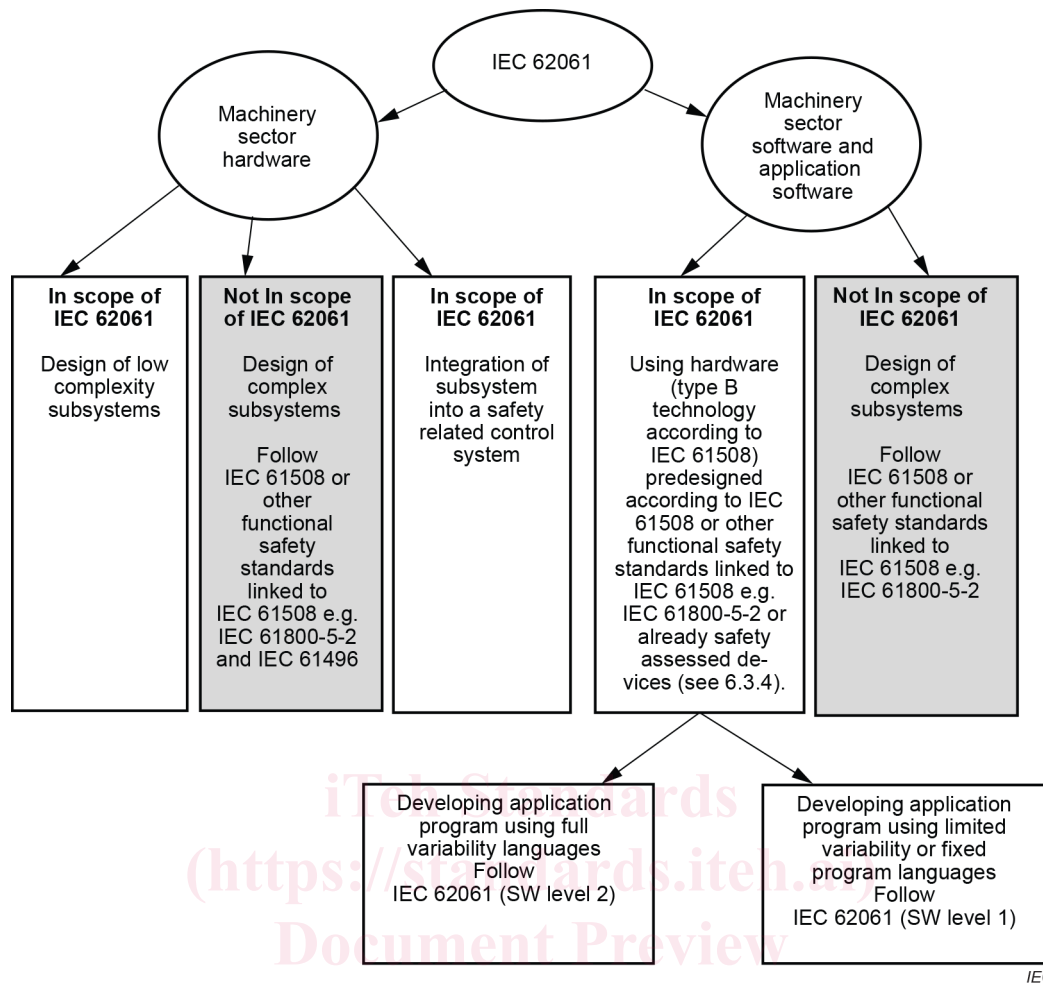 IEC 62061
Machinery
sector
hardware
Machinery
sector
software and
application
software
In scope of
IEC 62061
Design of low
complexity
subsystems
Not In scope
of IEC 62061
Design of
complex
subsystems
Follow
IEC 61508 or
other
functional
safety
standards
linked to
IEC 61508 e.g.
IEC 61800-5-2
and IEC 61496
In scope of
IEC 62061
Integration of
subsystem
into a safety
related control
system
In scope of
IEC 62061
Using hardware
(type B
technology
according to
IEC 61508)
predesigned
according to IEC
61508 or other
functional safety
standards linked to
IEC 61508 e.g.
IEC 61800-5-2 or
already safety
assessed de-
vices (see 6.3.4).
Not In scope of
IEC 62061
Design of
complex
subsystems
Follow
IEC 61508 or
other functional
safety standards
linked to
IEC 61508 e.g.
IEC 61800-5-2
Developing application
program using full
variability languages
Follow
IEC 62061 (SW level 2)
Developing application
program using limited
variability or fixed
program languages
Follow
IEC 62061 (SW level 1)
iTeh Standards
(https://standards.iteh.ai)
Document Preview